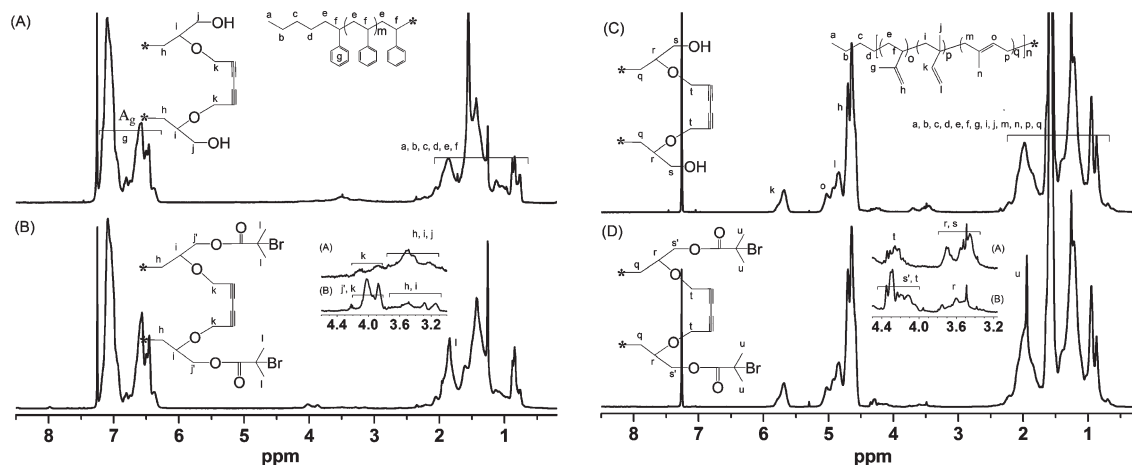 (A)
j
OH
i
*
h
O
k
k
*
h
O
i
OH
j
A_g
g
a
b
c
d
e
f
e
f
e
f
m
*
g
a, b, c, d, e, f
(B)
j'
O
O
Br
l
l
i
*
h
O
k
k
*
h
O
i
j'
O
O
Br
l
l
(A)
k
h, i, j
(B)
j', k
h, i
4.4 4.0 3.6 3.2
l
8 7 6 5 4 3 2 1
ppm
(C)
s
OH
r
*
q
O
t
t
*
q
O
r
OH
s
a
b
c
d
e
f
g
h
o
i
j
k
l
p
m
n
o
p
q
n
*
h
k
o
l
a, b, c, d, e, f, g, i, j, m, n, p, q
(D)
s'
O
O
Br
u
u
r
*
q
O
t
t
*
q
O
r
s'
O
O
Br
u
u
t
r, s
(A)
s', t
r
(B)
4.4 4.0 3.6 3.2
u
8 7 6 5 4 3 2 1
ppm